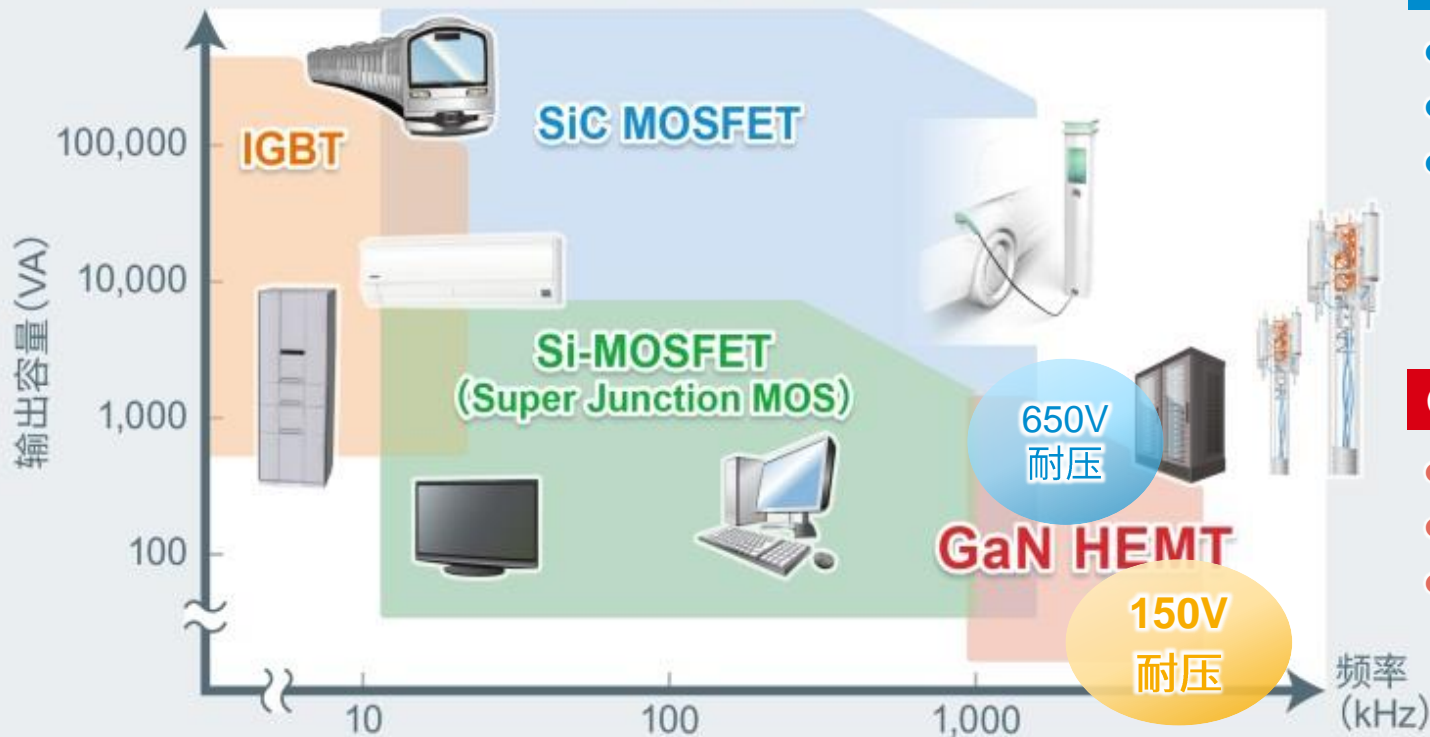 100,000
10,000
1,000
100
输出容量(VA)
IGBT
SiC MOSFET
Si-MOSFET
(Super Junction MOS)
650V
耐压
GaN HEMT
150V
耐压
10
100
1,000
频率
(kHz)